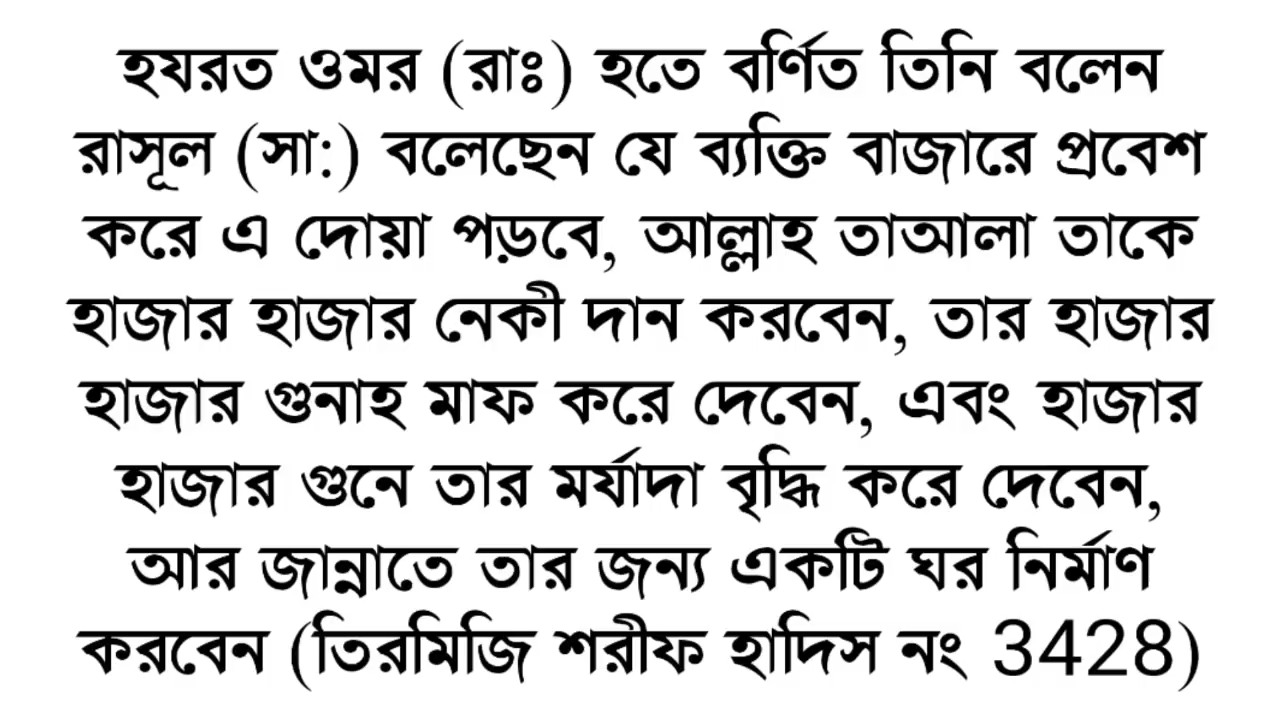 হযরত ওমর (রাঃ) হতে বর্ণিত তিনি বলেন
রাসূল (সা:) বলেছেন যে ব্যক্তি বাজারে প্রবেশ
করে এ দোয়া পড়বে, আল্লাহ তাআলা তাকে
হাজার হাজার নেকী দান করবেন, তার হাজার
হাজার গুনাহ মাফ করে দেবেন, এবং হাজার
হাজার গুনে তার মর্যাদা বৃদ্ধি করে দেবেন,
আর জান্নাতে তার জন্য একটি ঘর নির্মাণ
করবেন (তিরমিজি শরীফ হাদিস নং 3428)